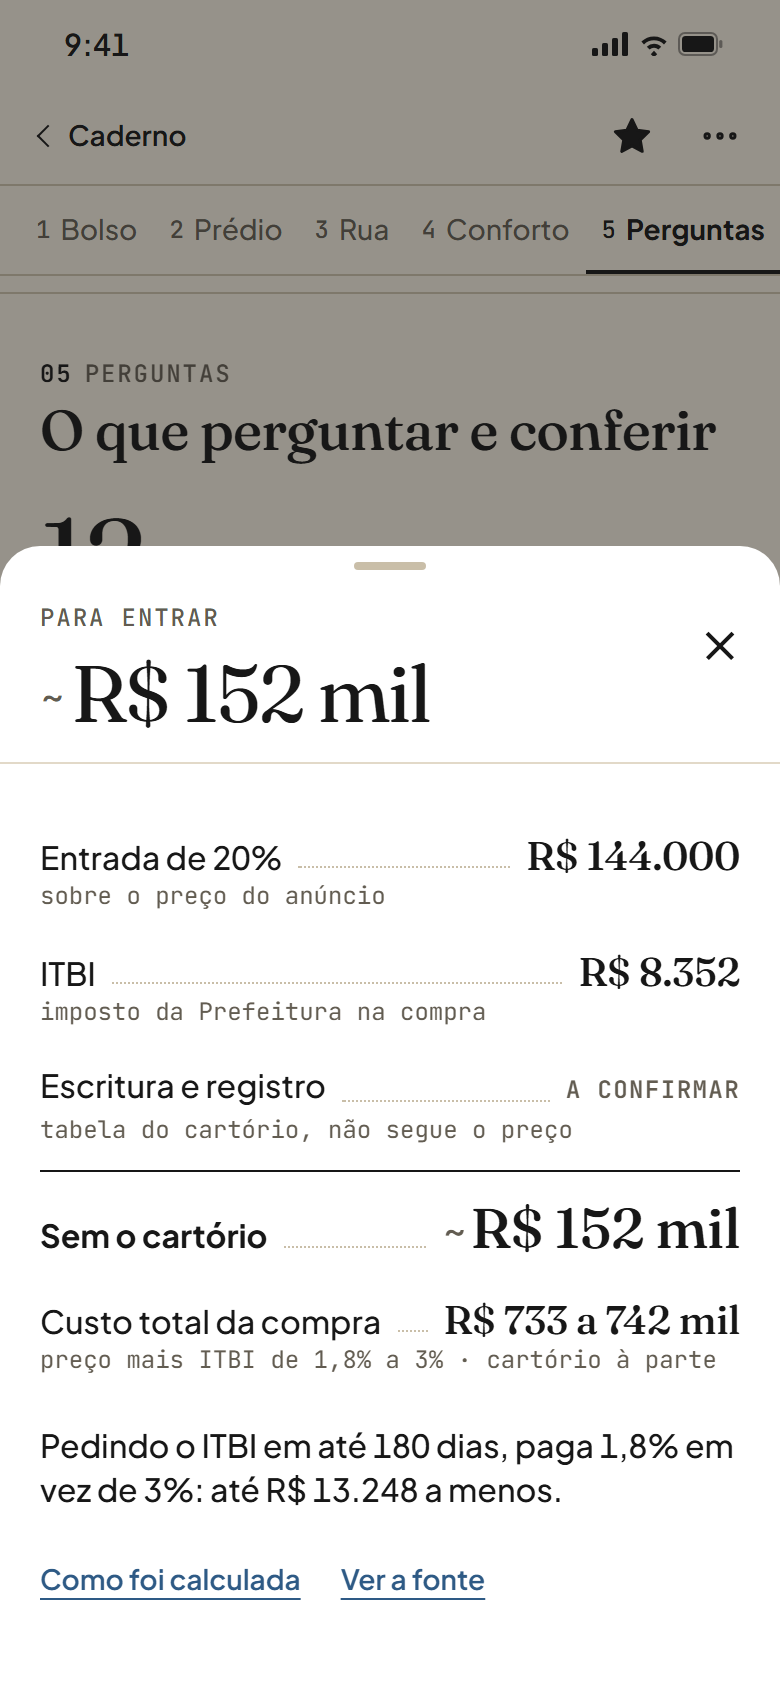 9:41
Caderno
1 Bolso 2 Prédio 3 Rua 4 Conforto 5 Perguntas
05 PERGUNTAS
O que perguntar e conferir
PARA ENTRAR
~R$ 152 mil
Entrada de 20% R$ 144.000
sobre o preço do anúncio
ITBI R$ 8.352
imposto da Prefeitura na compra
Escritura e registro A CONFIRMAR
tabela do cartório, não segue o preço
Sem o cartório ~R$ 152 mil
Custo total da compra R$ 733 a 742 mil
preço mais ITBI de 1,8% a 3% · cartório à parte
Pedindo o ITBI em até 180 dias, paga 1,8% em
vez de 3%: até R$ 13.248 a menos.
Como foi calculada Ver a fonte